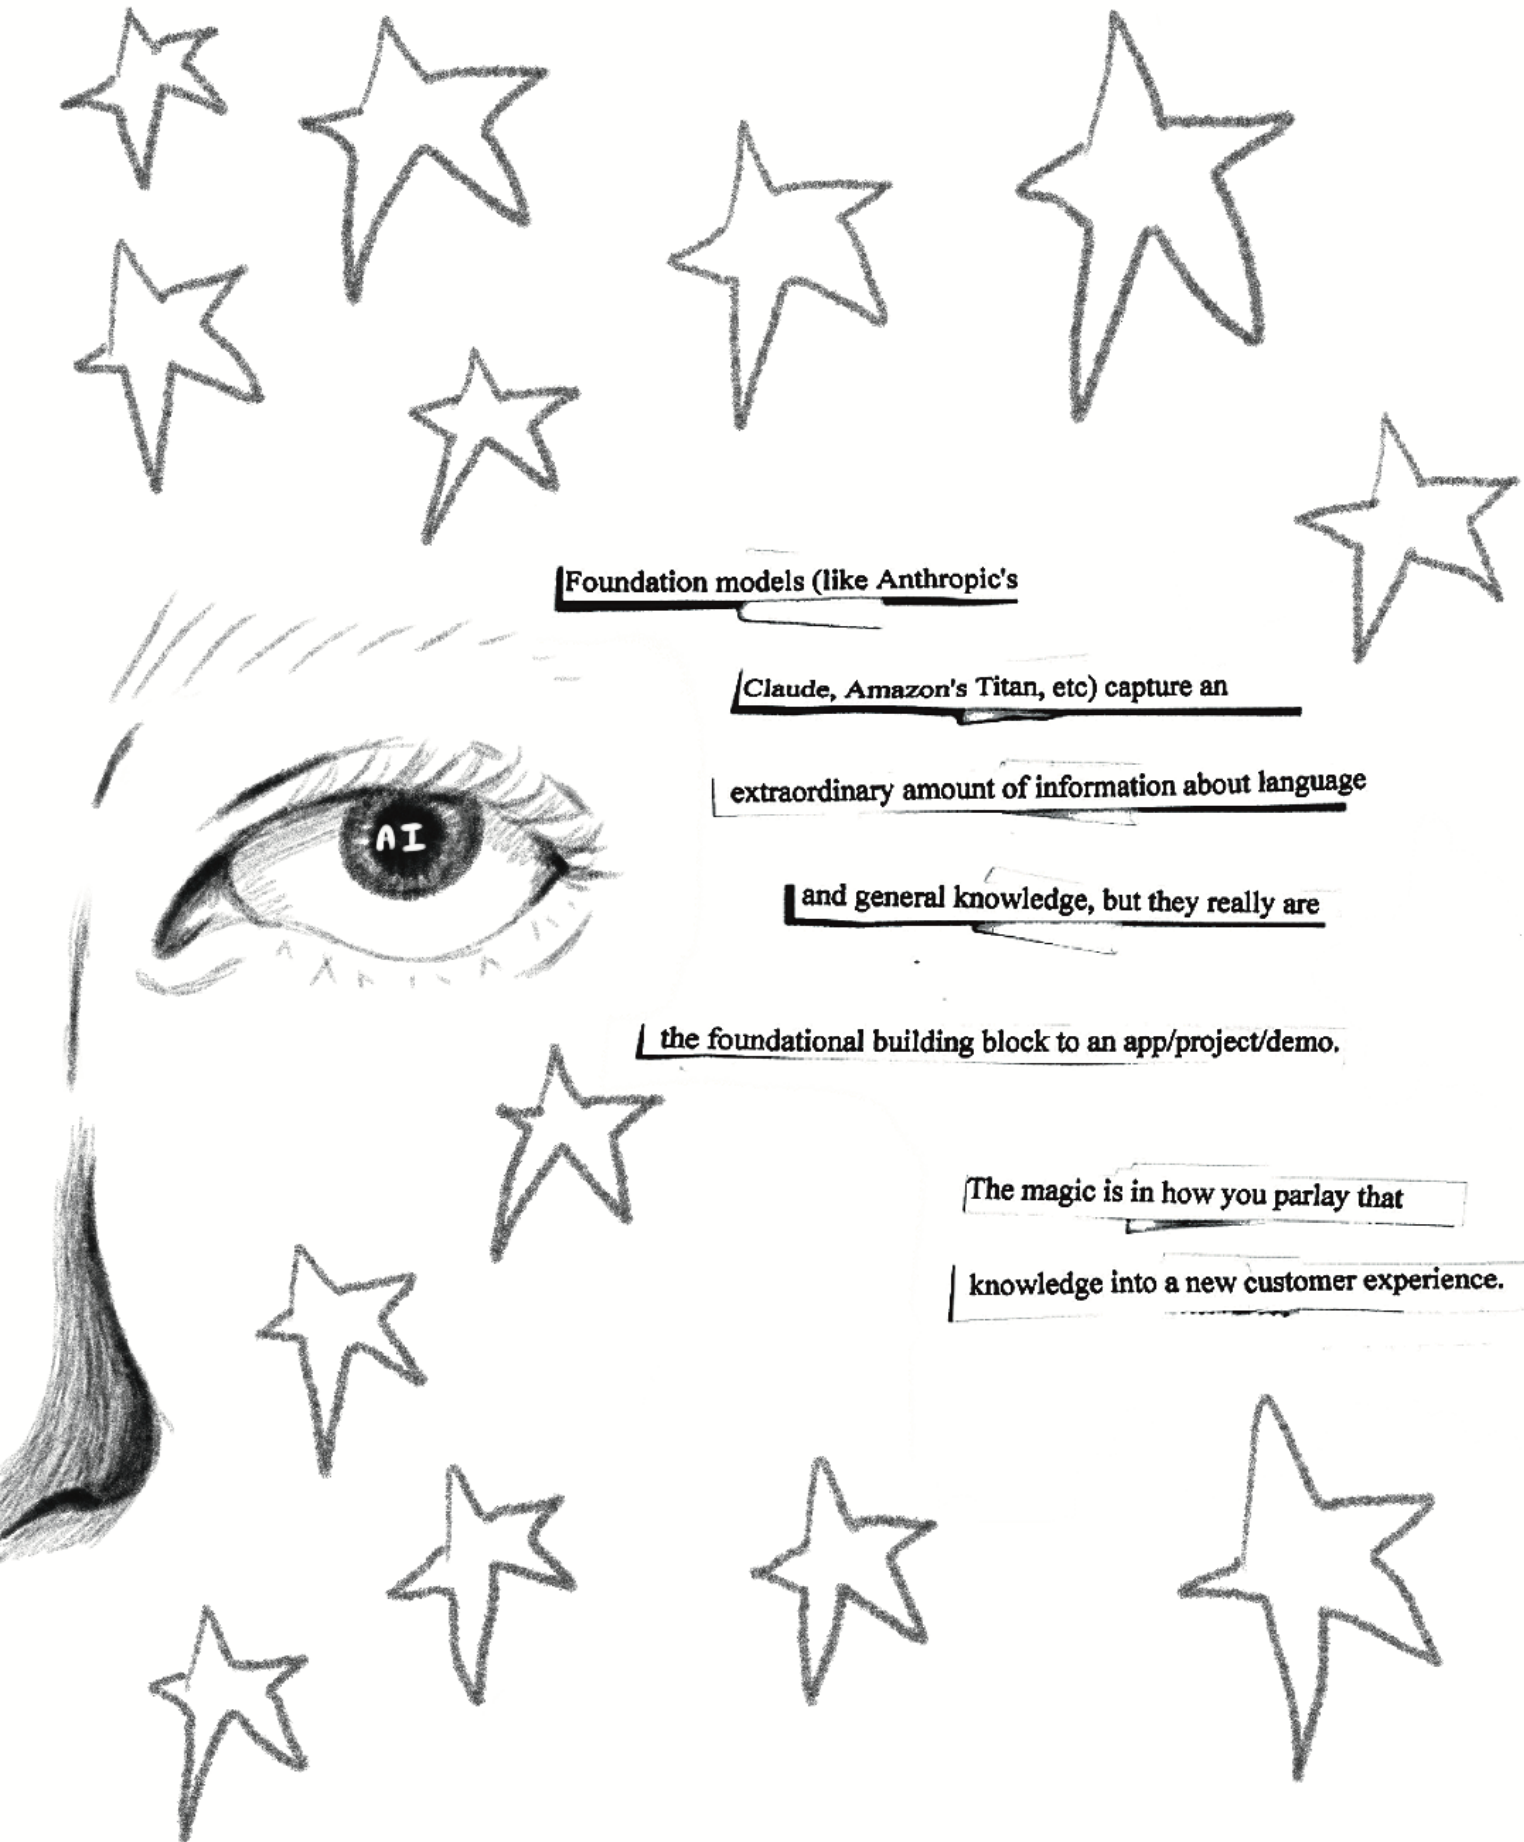 Foundation models (like Anthropic's
Claude, Amazon's Titan, etc) capture an
extraordinary amount of information about language
AI
and general knowledge, but they really are
the foundational building block to an app/project/demo.
The magic is in how you parlay that
knowledge into a new customer experience.